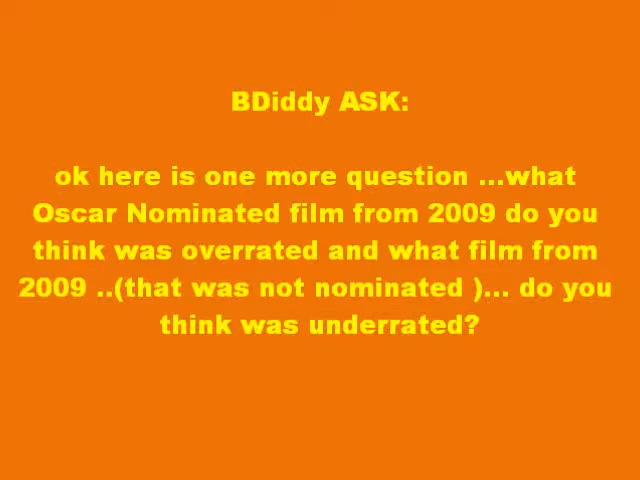 BDiddy ASK:
ok here is one more question ...what
Oscar Nominated film from 2009 do you
think was overrated and what film from
2009 ..(that was not nominated )... do you
think was underrated?